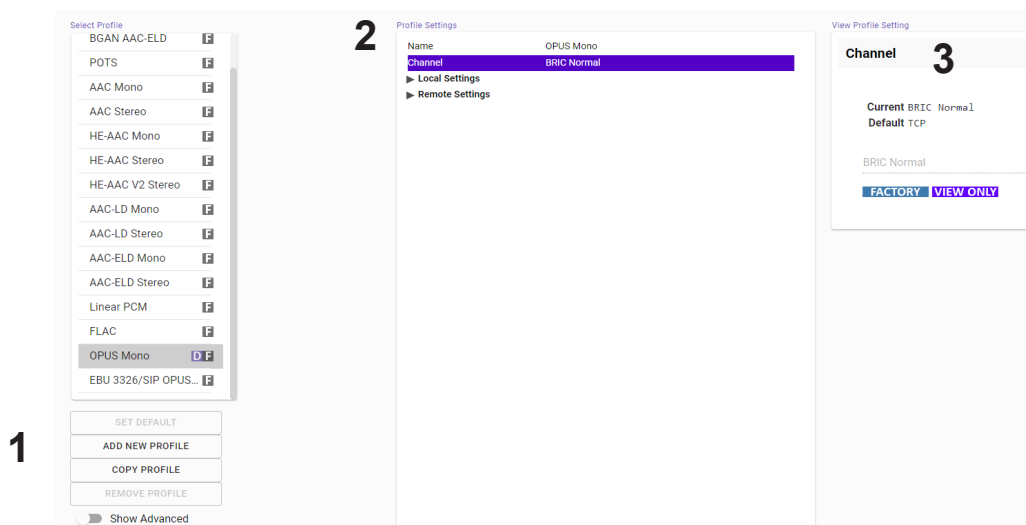 Select Profile
BGAN AAC-ELD F
POTS F
AAC Mono F
AAC Stereo F
HE-AAC Mono F
HE-AAC Stereo F
HE-AAC V2 Stereo F
AAC-LD Mono F
AAC-LD Stereo F
AAC-ELD Mono F
AAC-ELD Stereo F
Linear PCM F
FLAC F
OPUS Mono D F
EBU 3326/SIP OPUS... F
1
SET DEFAULT
ADD NEW PROFILE
COPY PROFILE
REMOVE PROFILE
Show Advanced
2
Profile Settings
Name OPUS Mono
Channel BRIC Normal
Local Settings
Remote Settings
View Profile Setting
Channel
3
Current BRIC Normal
Default TCP
BRIC Normal
FACTORY VIEW ONLY